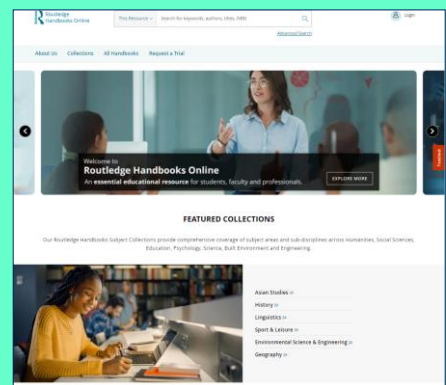 Routledge
Handbooks Online
This Resource
Search for keywords, authors, titles, ISBN
Advanced Search
Login
About Us Collections All Handbooks Request a Trial
Feedback
Welcome to
Routledge Handbooks Online
An essential educational resource for students, faculty and professionals.
EXPLORE MORE
FEATURED COLLECTIONS
Our Routledge Handbooks Subject Collections provide comprehensive coverage of subject areas and sub-disciplines across Humanities, Social Sciences,
Education, Psychology, Science, Built Environment and Engineering.
Asian Studies »
History »
Linguistics »
Sport & Leisure »
Environmental Science & Engineering »
Geography »